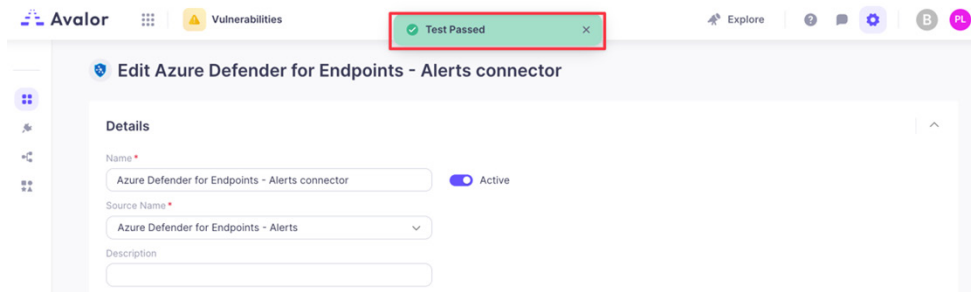 Avalor
Vulnerabilities
Test Passed
Explore
B
PL
Edit Azure Defender for Endpoints - Alerts connector
Details
Name*
Azure Defender for Endpoints - Alerts connector
Active
Source Name*
Azure Defender for Endpoints - Alerts
Description